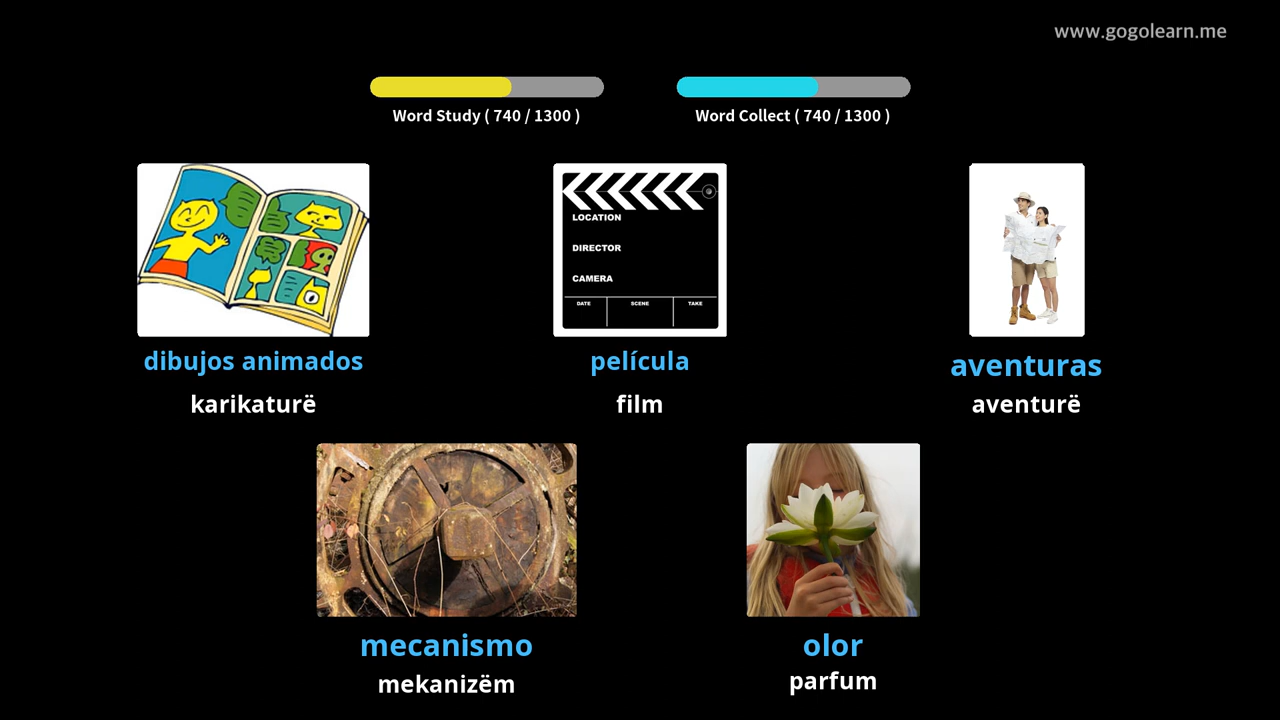 www.gogolearn.me
Word Study ( 740 / 1300 )
Word Collect ( 740 / 1300 )
LOCATION
DIRECTOR
CAMERA
DATE
SCENE
TAKE
dibujos animados
película
aventuras
karikaturë
film
aventurë
mecanismo
olor
mekanizëm
parfum